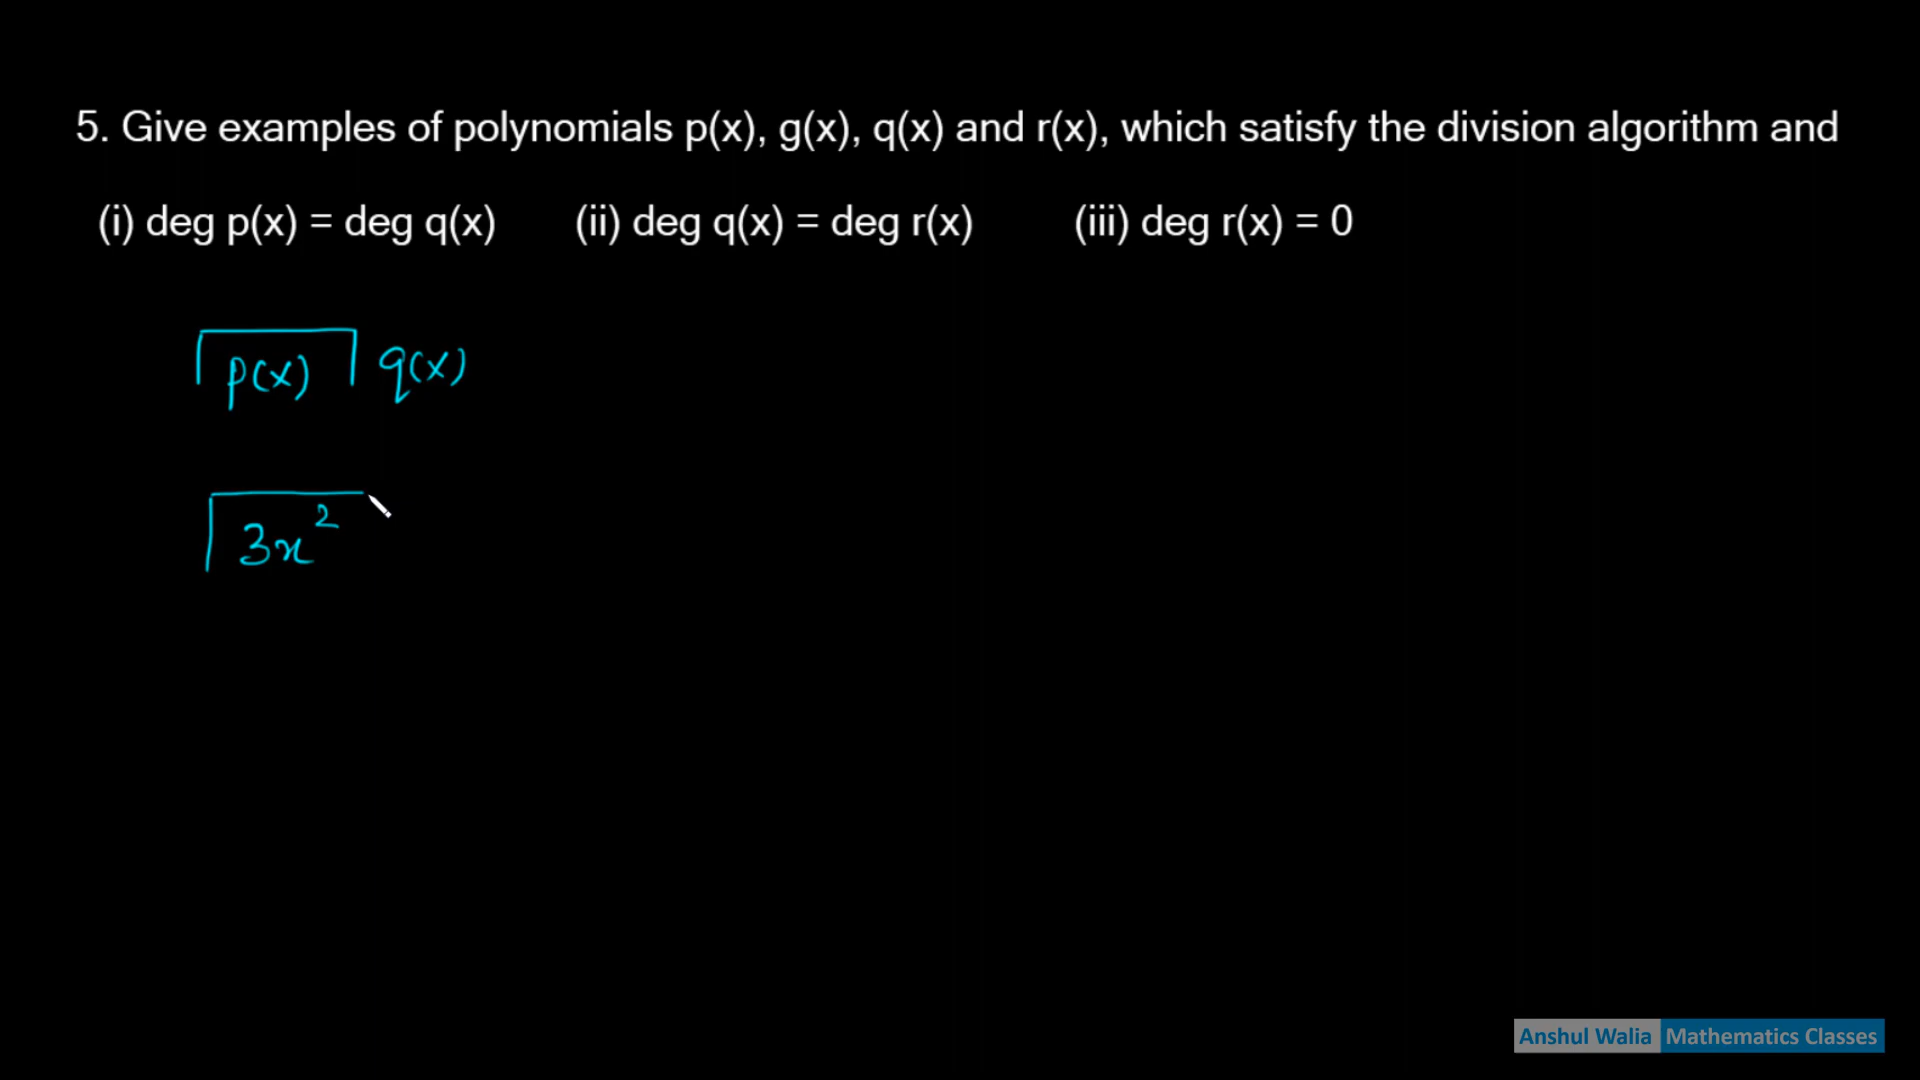 5. Give examples of polynomials p(x), g(x), q(x) and r(x), which satisfy the division algorithm and
(i) deg p(x) = deg q(x) (ii) deg q(x) = deg r(x) (iii) deg r(x) = 0
p(x) q(x)
3x²
Anshul Walia Mathematics Classes